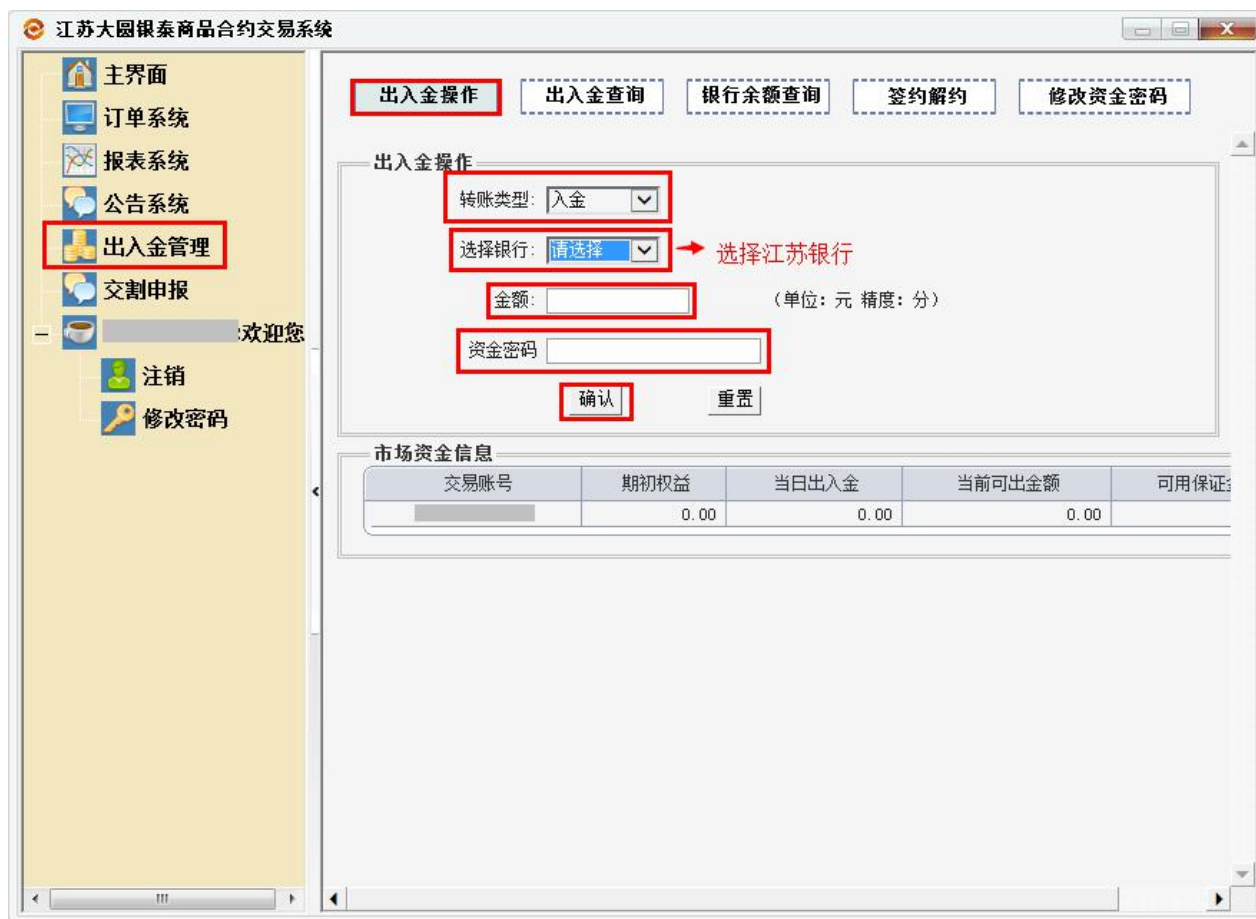 江苏大圆银泰商品合约交易系统
主界面
订单系统
报表系统
公告系统
出入金管理
交割申报
:欢迎您
注销
修改密码
出入金操作 出入金查询 银行余额查询 签约解约 修改资金密码
出入金操作
转账类型: 入金
选择银行: 请选择 选择江苏银行
金额: (单位: 元 精度: 分)
资金密码
确认 重置
市场资金信息
交易账号 期初权益 当日出入金 当前可出金额 可用保证
0.00 0.00 0.00